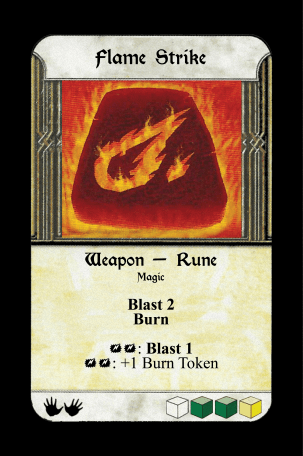 Flame Strike
Weapon — Rune
Magic
Blast 2
Burn
: Blast 1
: +1 Burn Token